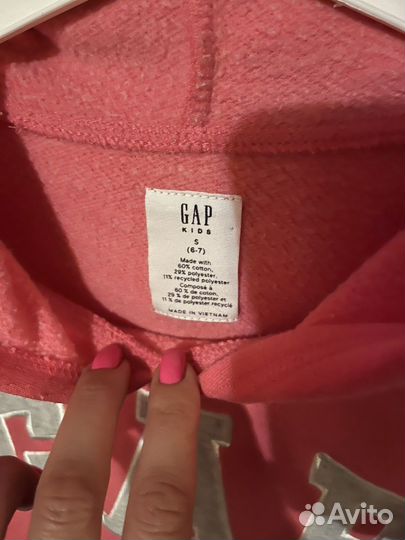 GAP
KIDS
S
(6-7)
Made with
60% cotton,
29% polyester,
11% recycled polyester
Composé à
60 % de coton,
29 % de polyester et
11 % de polyester recyclé
MADE IN VIETNAM
Avito